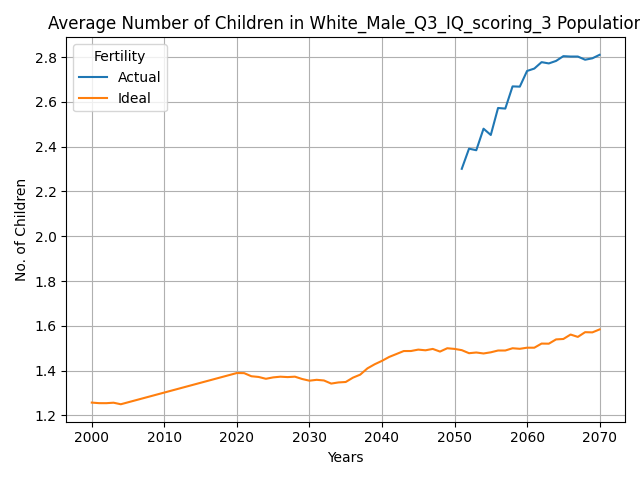 Average Number of Children in White_Male_Q3_IQ_scoring_3 Population
Fertility
Actual
Ideal
No. of Children
2.8
2.6
2.4
2.2
2.0
1.8
1.6
1.4
1.2
2000 2010 2020 2030 2040 2050 2060 2070
Years